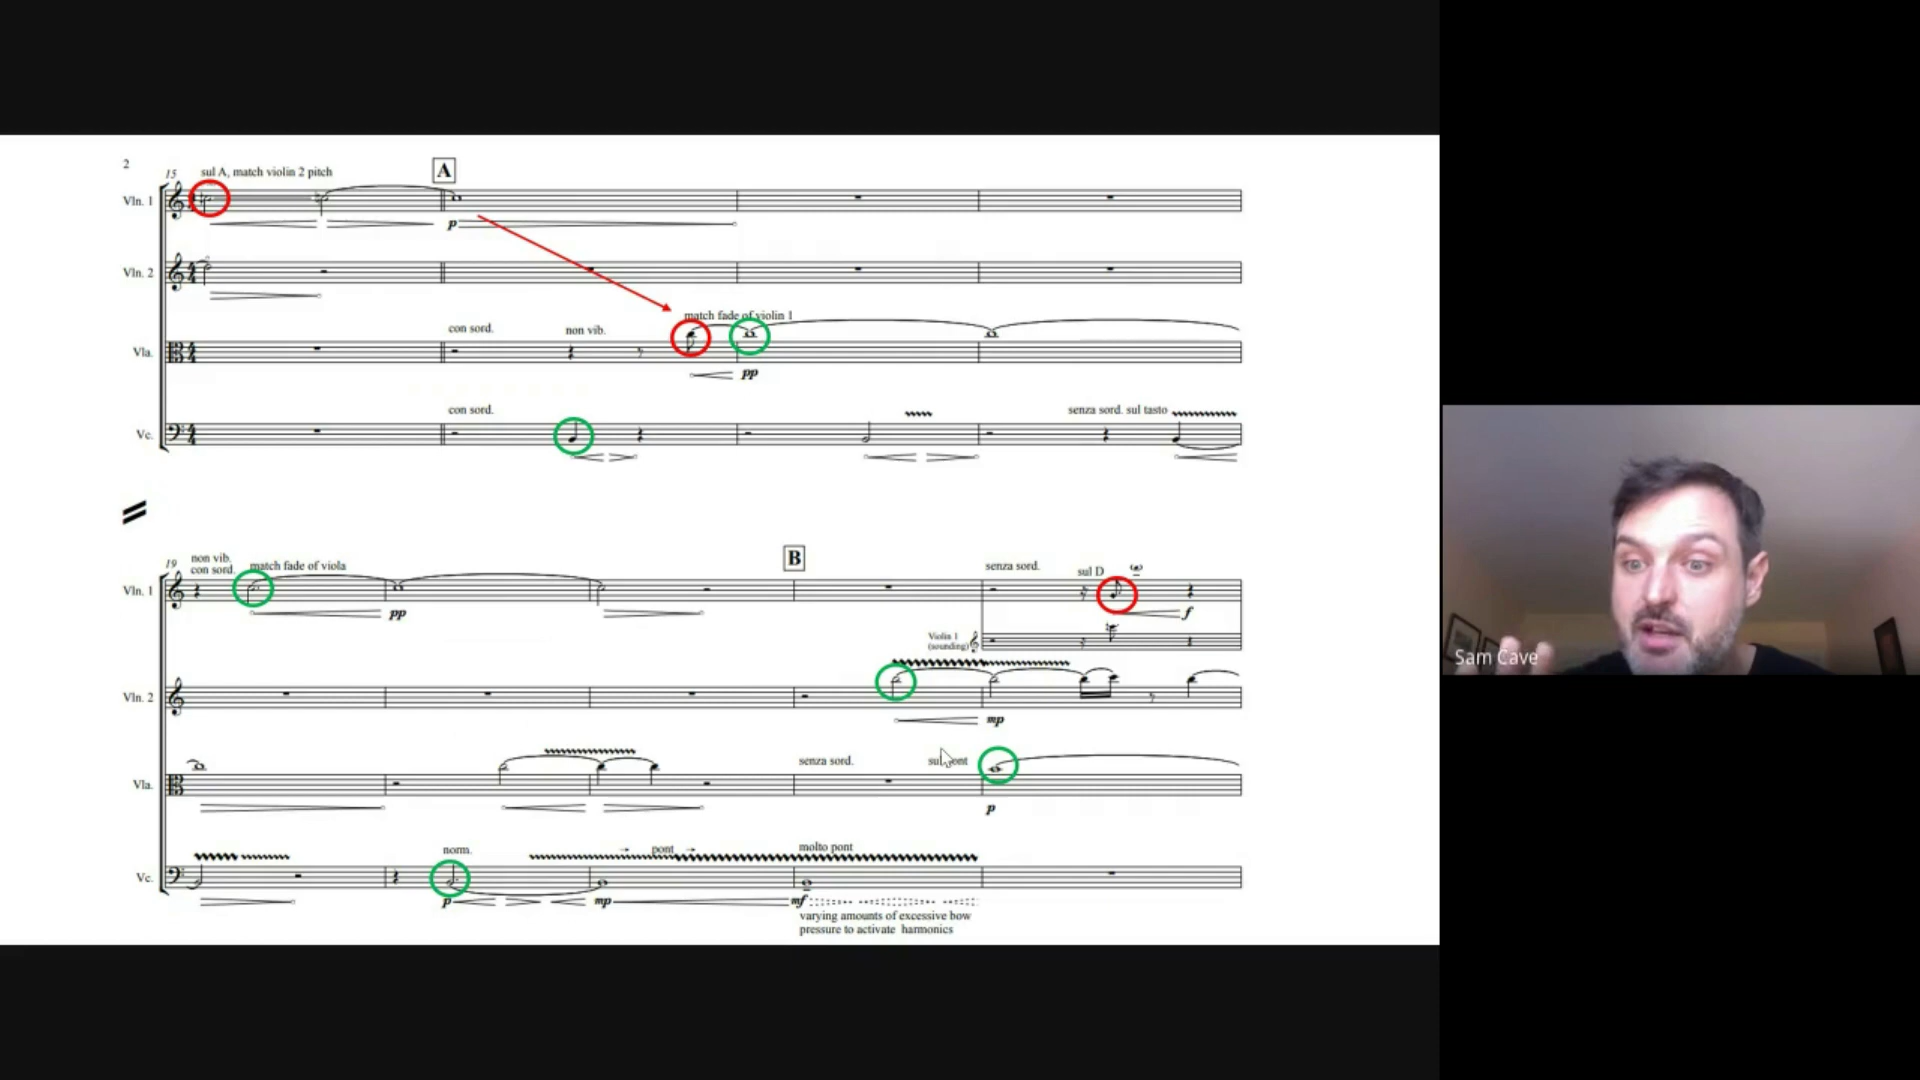 2
15
sul A, match violin 2 pitch
A
Vln. 1
p
Vln. 2
match fade of violin 1
con sord.
non vib.
Vla.
pp
con sord.
senza sord. sul tasto
Vc.
non vib.
con sord.
19
match fade of viola
B
senza sord.
sul D
Vln. 1
pp
f
Violin 1
(sounding)
Vln. 2
mp
senza sord.
Vla.
p
norm.
pont
molto pont
Vc.
p
mp
mf
varying amounts of excessive bow
pressure to activate harmonics
Sam Cave